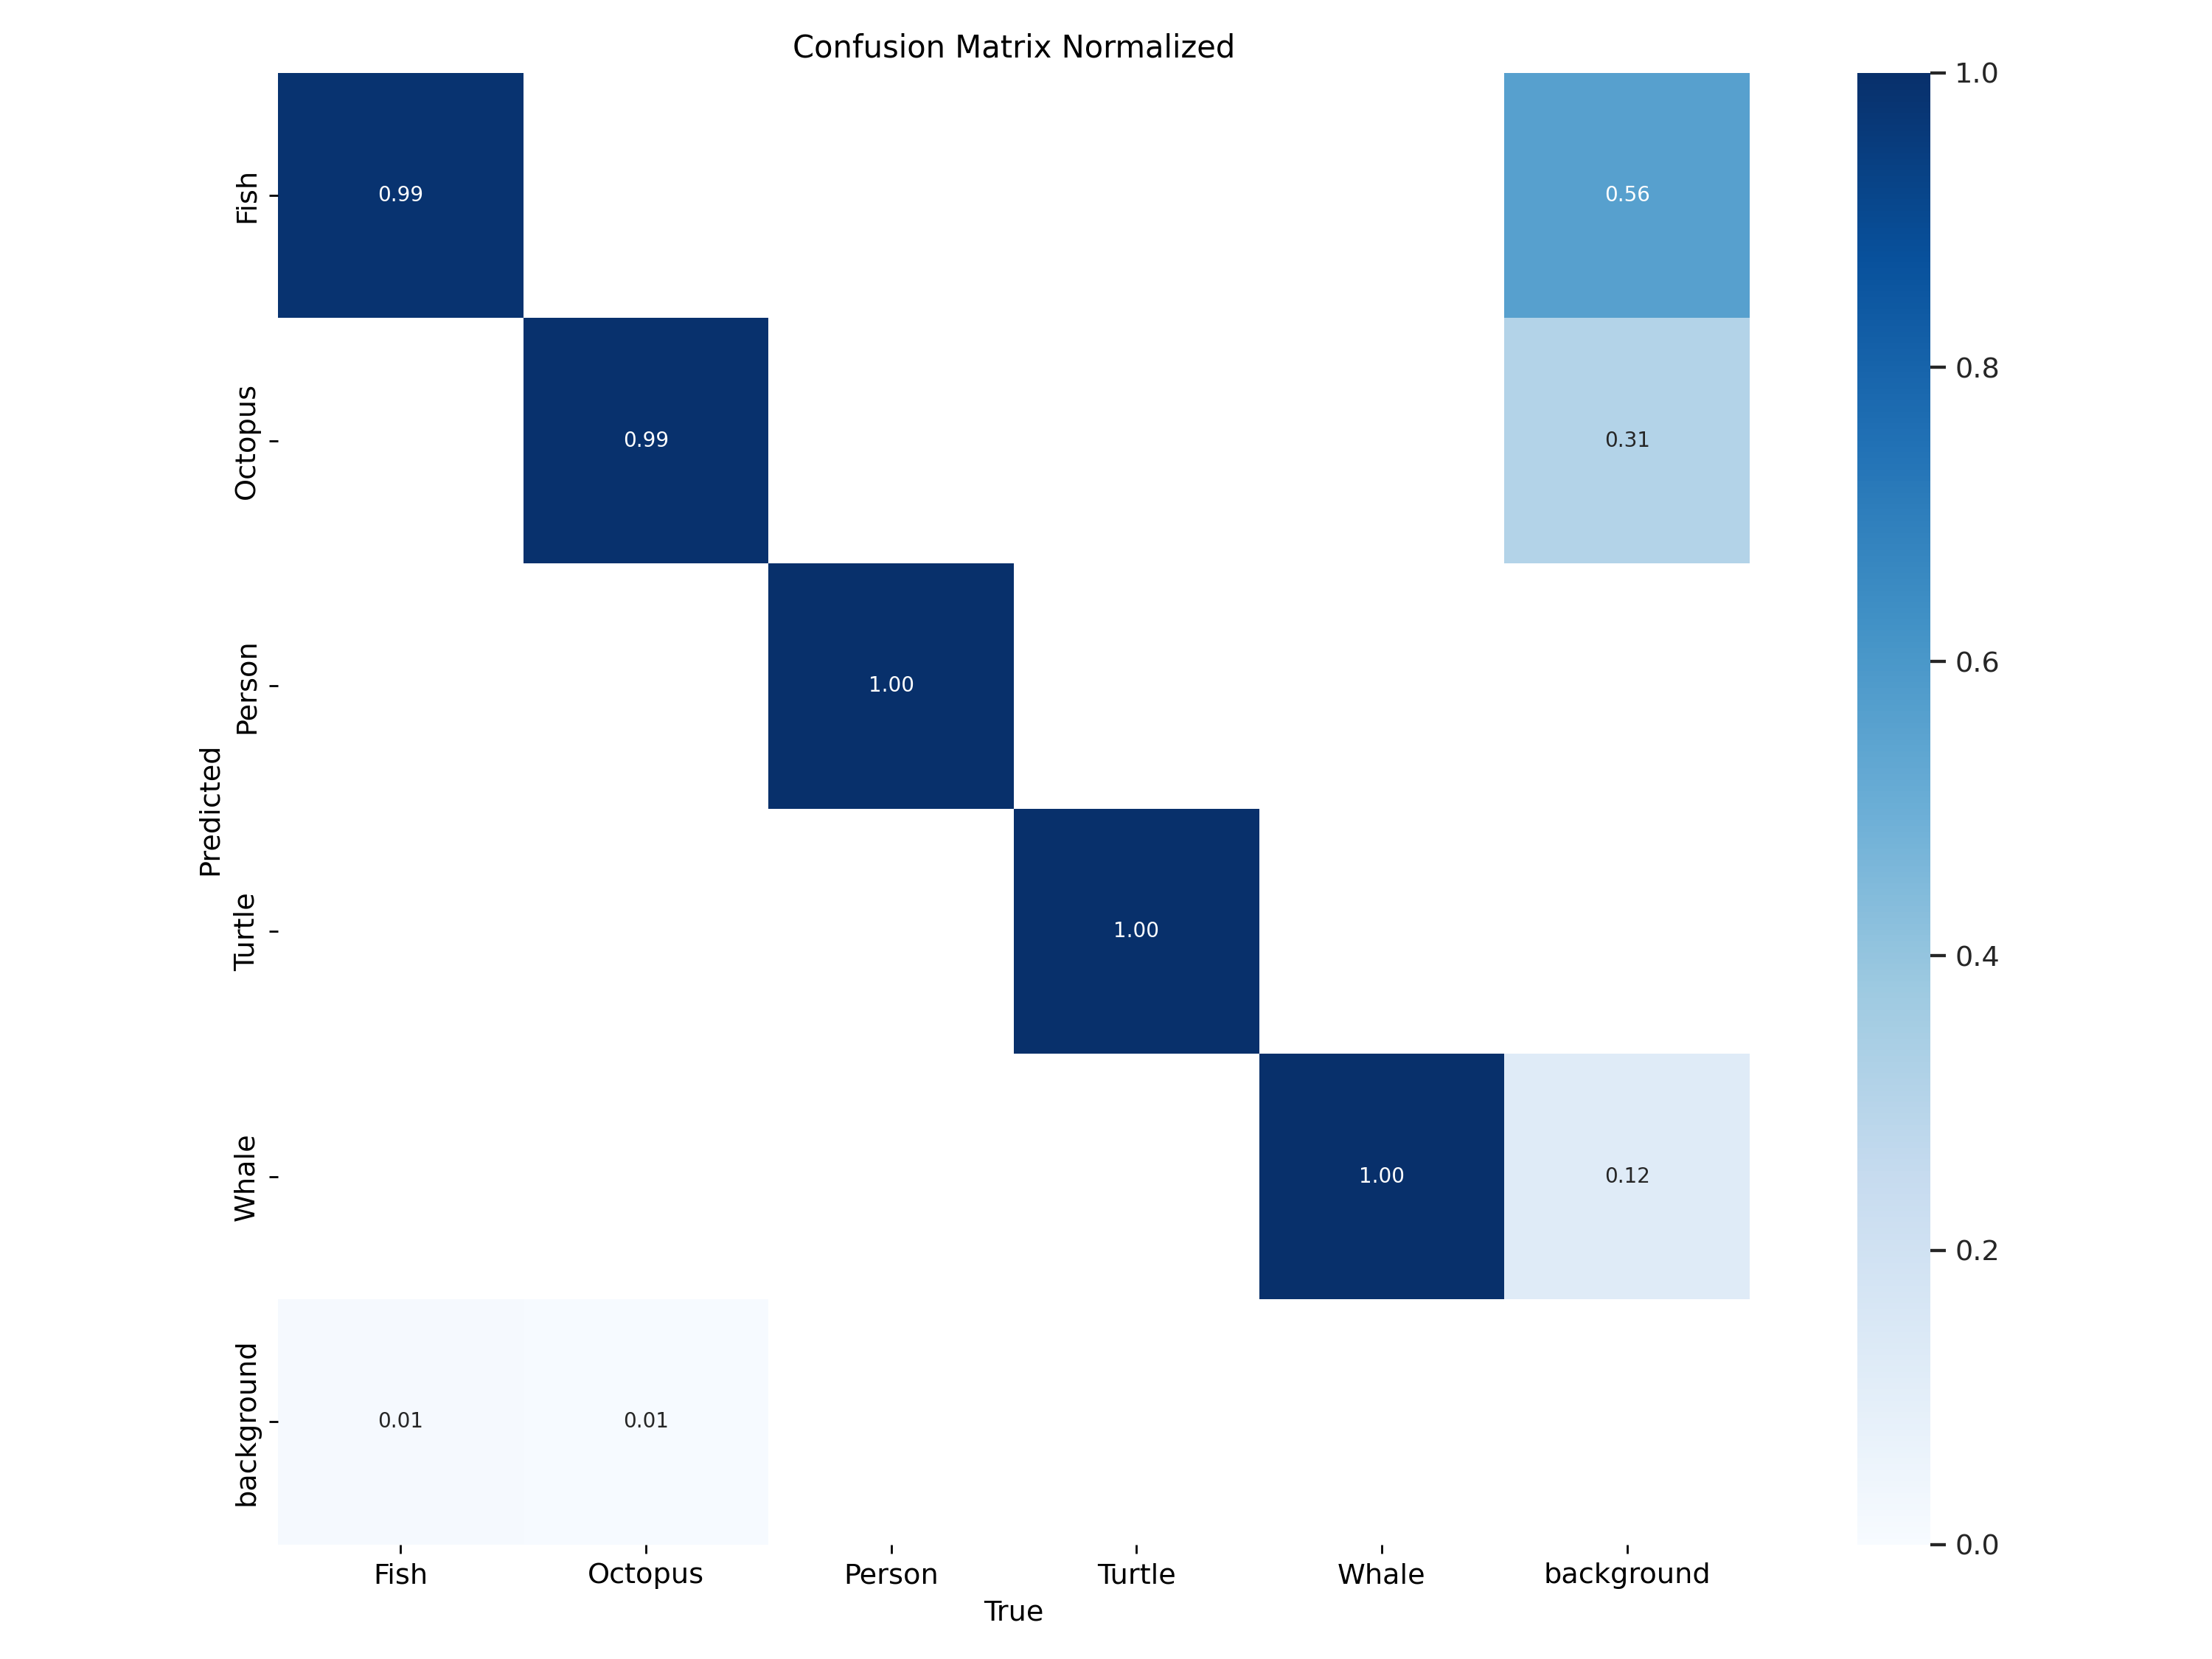 Confusion Matrix Normalized
Fish
0.99
0.56
Octopus
0.99
0.31
Person
1.00
Predicted
Turtle
1.00
Whale
1.00
0.12
background
0.01
0.01
Fish Octopus Person Turtle Whale background
True
1.0
0.8
0.6
0.4
0.2
0.0